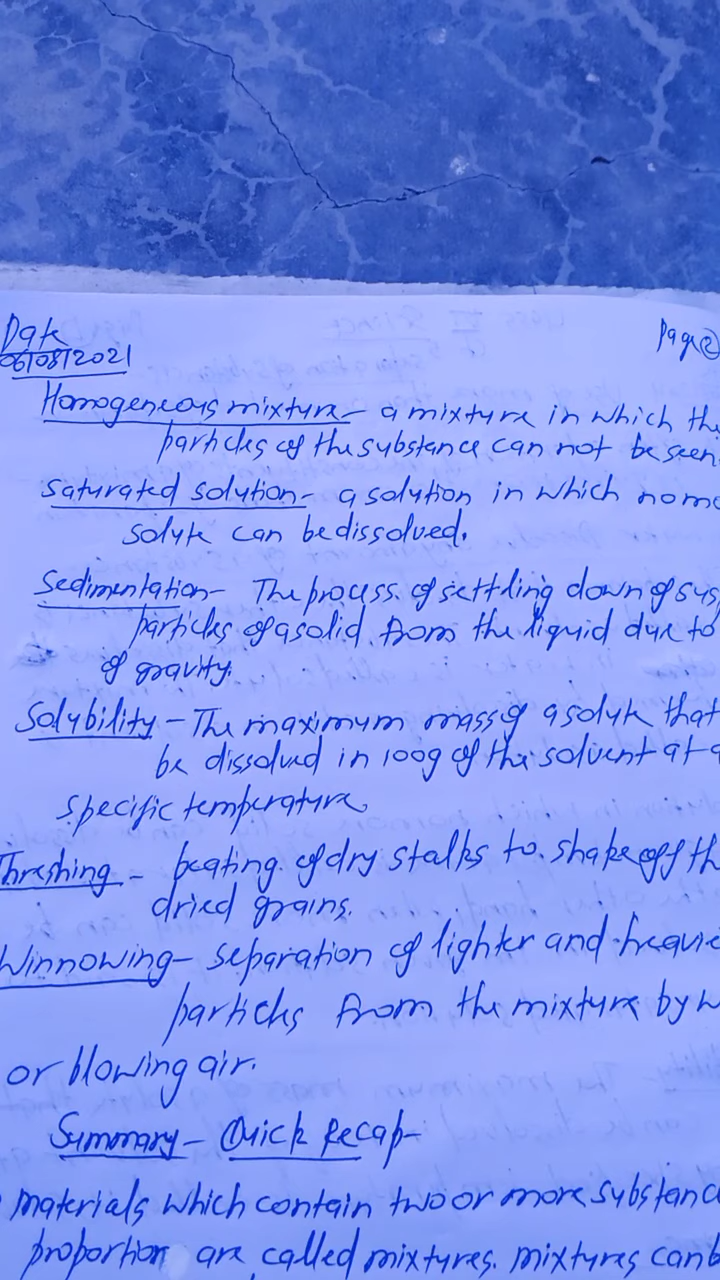 Date
06/08/2021
Page 2
Homogeneous mixture - a mixture in which the
particles of the substance can not be seen
saturated solution - a solution in which no
solute can be dissolved.
Sedimentation - The process of settling down of
particles of a solid from the liquid due to
of gravity.
Solubility - The maximum mass of a solute that
be dissolved in 100g of the solvent at a
specific temperature
Threshing - beating of dry stalks to shake off
dried grains.
Winnowing - separation of lighter and
particles from the mixture by
or blowing air.
Summary - Quick Recap -
materials which contain two or more
proportion are called mixtures. mixtures can